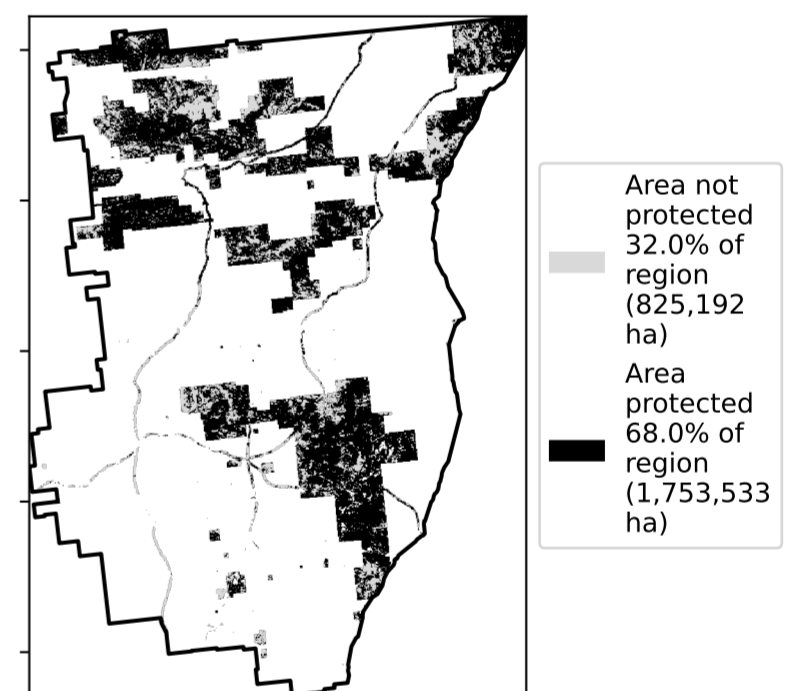 Area not
protected
32.0% of
region
(825,192
ha)
Area
protected
68.0% of
region
(1,753,533
ha)